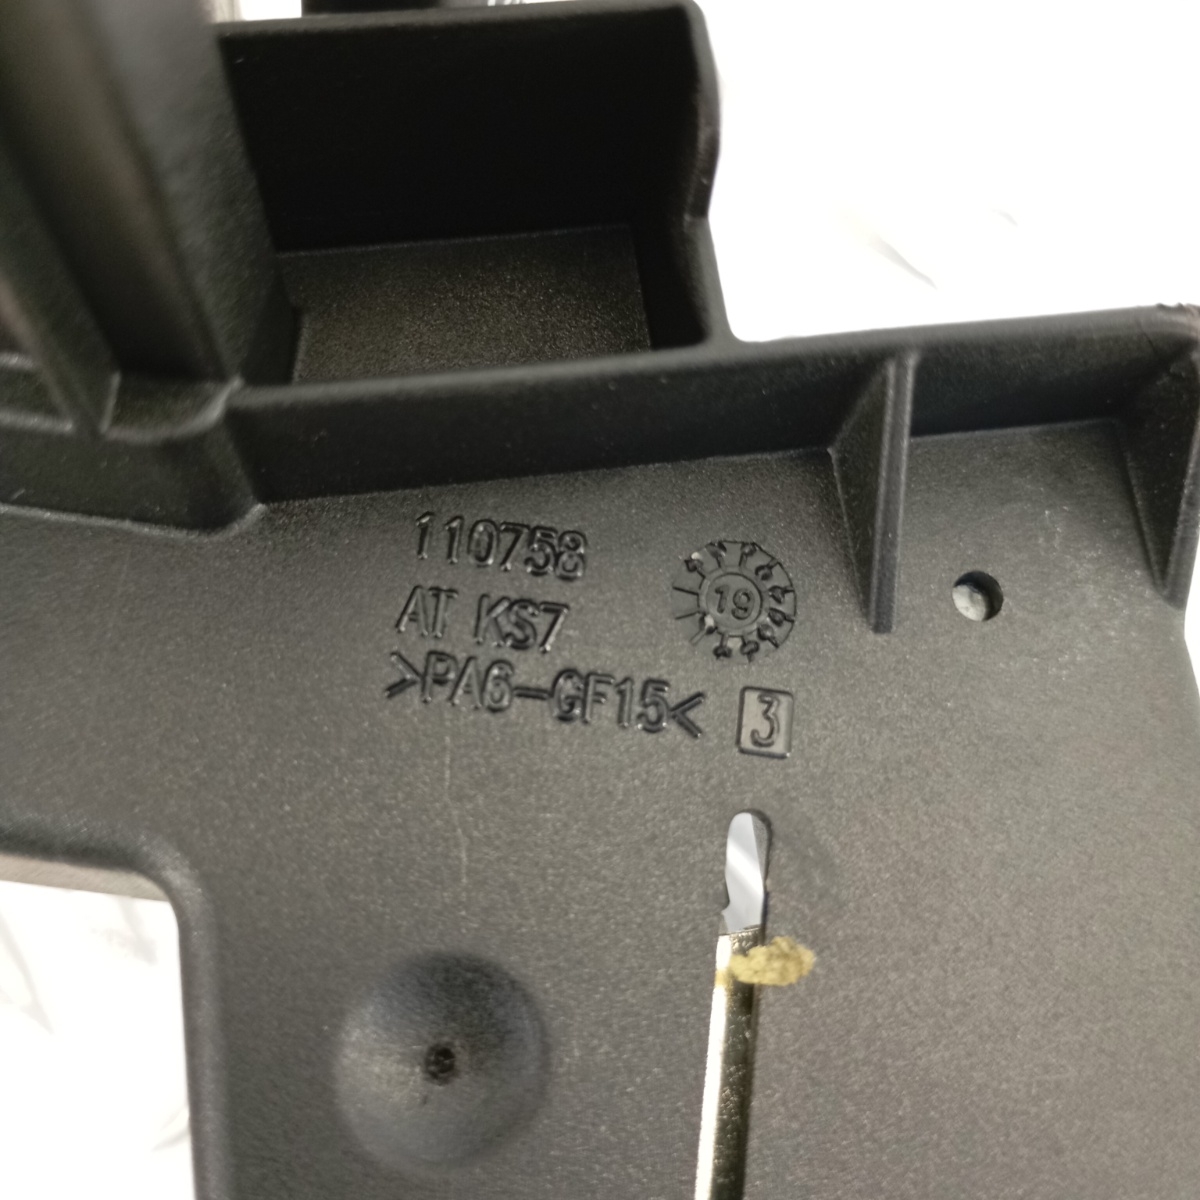 110758
AT KS7
>PA6-GF15<
19
3